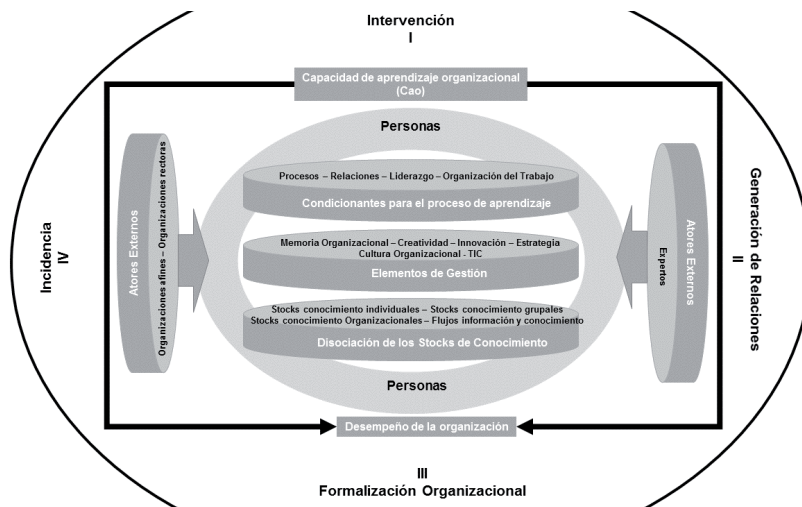 Intervención
I
Capacidad de aprendizaje organizacional
(Cao)
Personas
Procesos – Relaciones – Liderazgo – Organización del Trabajo
Condicionantes para el proceso de aprendizaje
Memoria Organizacional – Creatividad – Innovación – Estrategia
Cultura Organizacional - TIC
Elementos de Gestión
Stocks conocimiento individuales – Stocks conocimiento grupales
Stocks conocimiento Organizacionales – Flujos información y conocimiento
Disociación de los Stocks de Conocimiento
Personas
Desempeño de la organización
III
Formalización Organizacional
Incidencia
IV
Atores Externos
Organizaciones afines – Organizaciones rectoras
Expertos
Atores Externos
II
Generación de Relaciones